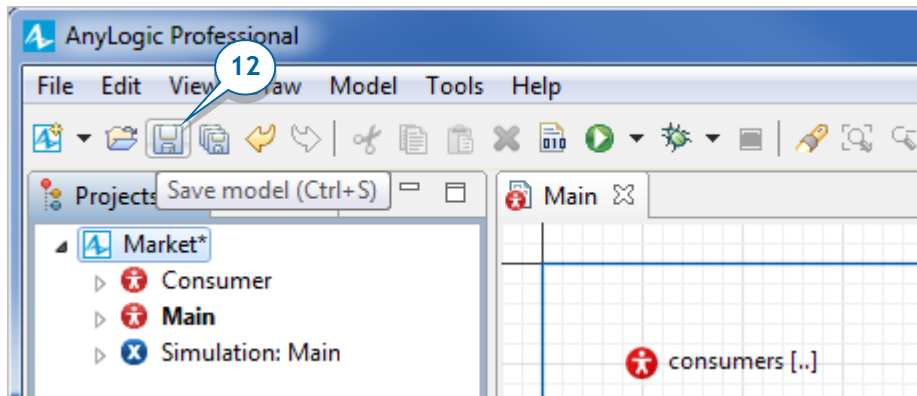 AnyLogic Professional
12
File Edit View Draw Model Tools Help
010
Projects
Save model (Ctrl+S)
Main
Market*
Consumer
Main
Simulation: Main
consumers [..]